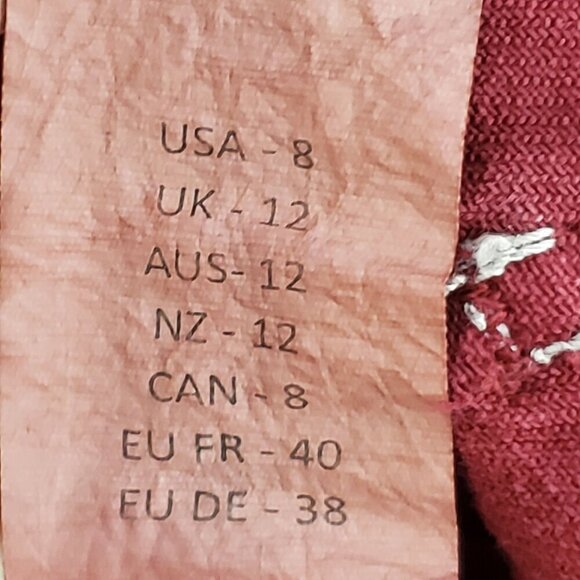 USA - 8
UK - 12
AUS- 12
NZ - 12
CAN - 8
EU FR - 40
EU DE - 38